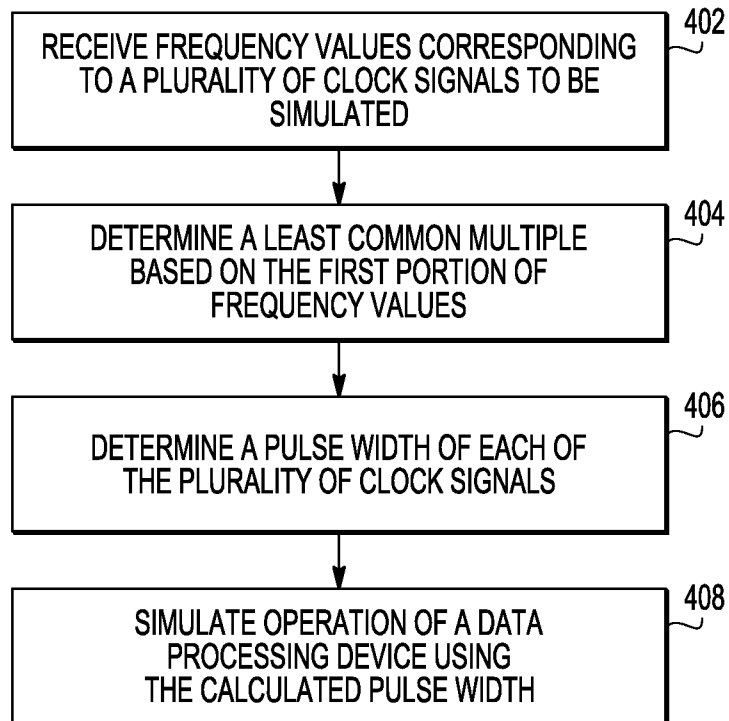 402
RECEIVE FREQUENCY VALUES CORRESPONDING
TO A PLURALITY OF CLOCK SIGNALS TO BE
SIMULATED
404
DETERMINE A LEAST COMMON MULTIPLE
BASED ON THE FIRST PORTION OF
FREQUENCY VALUES
406
DETERMINE A PULSE WIDTH OF EACH OF
THE PLURALITY OF CLOCK SIGNALS
408
SIMULATE OPERATION OF A DATA
PROCESSING DEVICE USING
THE CALCULATED PULSE WIDTH